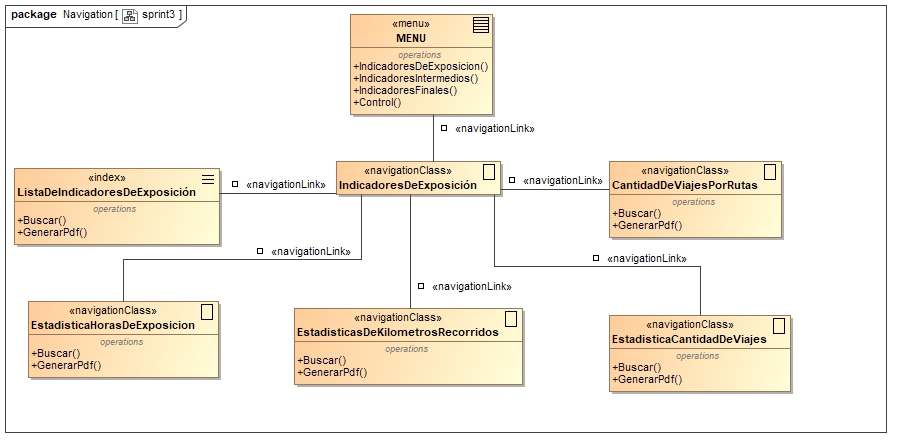 package Navigation [ sprint3 ]
«menu»
MENU
operations
+IndicadoresDeExposicion()
+IndicadoresIntermedios()
+IndicadoresFinales()
+Control()
«navigationLink»
«index»
ListaDeIndicadoresDeExposición
operations
+Buscar()
+GenerarPdf()
«navigationLink»
«navigationClass»
IndicadoresDeExposición
«navigationLink»
«navigationClass»
CantidadDeViajesPorRutas
operations
+Buscar()
+GenerarPdf()
«navigationLink»
«navigationLink»
«navigationLink»
«navigationClass»
EstadisticaHorasDeExposicion
operations
+Buscar()
+GenerarPdf()
«navigationClass»
EstadisticasDeKilometrosRecorridos
operations
+Buscar()
+GenerarPdf()
«navigationClass»
EstadisticaCantidadDeViajes
operations
+Buscar()
+GenerarPdf()